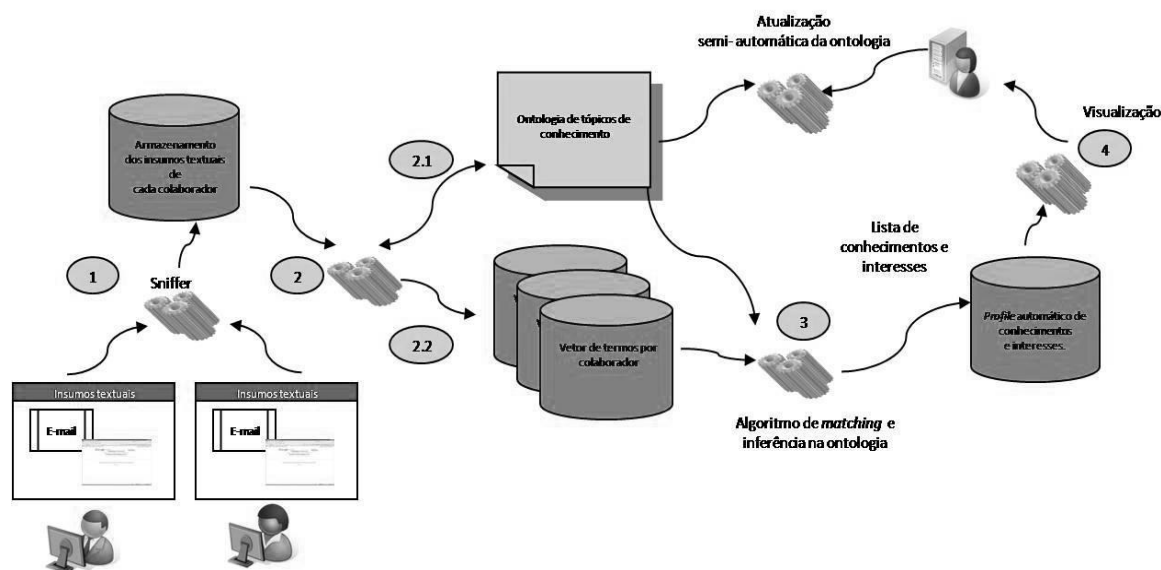 Atualização
semi- automática da ontologia
Visualização
4
Armazenamento
dos insumos textuais
de
cada colaborador
Ontologia de tópicos de
conhecimento
2.1
1
Sniffer
2
2.2
Lista de
conhecimentos e
interesses
3
Vetor de termos por
colaborador
Profile automático de
conhecimentos
e interesses.
Algoritmo de matching e
inferência na ontologia
Insumos textuais
E-mail
Insumos textuais
E-mail